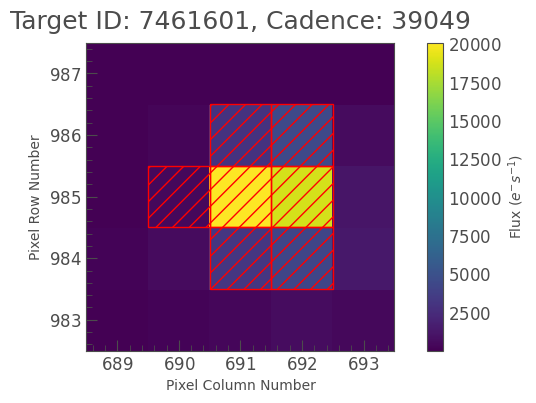 Target ID: 7461601, Cadence: 39049
987
986
985
984
983
689 690 691 692 693
Pixel Column Number
Pixel Row Number
20000
17500
15000
12500
10000
7500
5000
2500
Flux (e⁻s⁻¹)